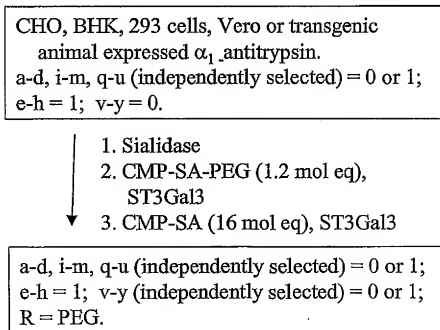 CHO, BHK, 293 cells, Vero or transgenic
animal expressed α₁-antitrypsin.
a-d, i-m, q-u (independently selected) = 0 or 1;
e-h = 1; v-y = 0.
1. Sialidase
2. CMP-SA-PEG (1.2 mol eq),
ST3Gal3
3. CMP-SA (16 mol eq), ST3Gal3
a-d, i-m, q-u (independently selected) = 0 or 1;
e-h = 1; v-y (independently selected) = 0 or 1;
R = PEG.